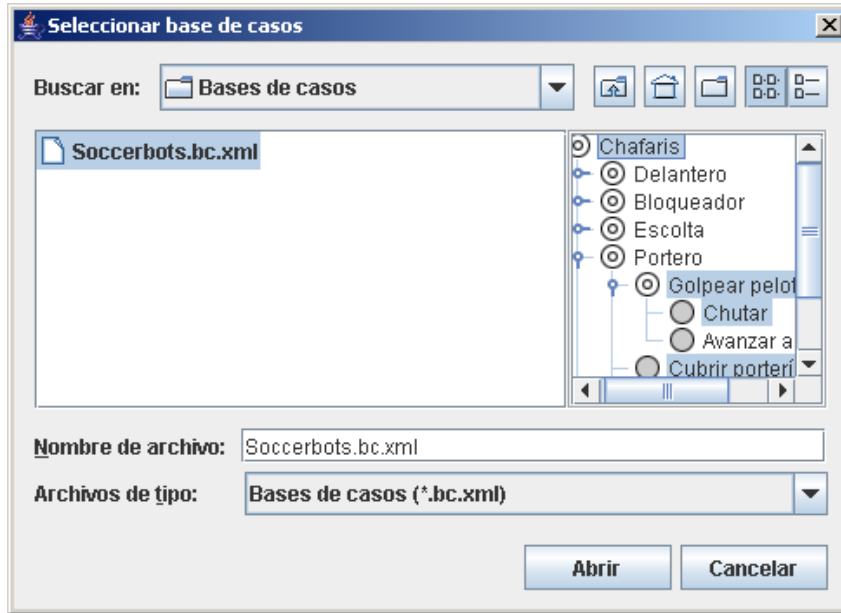 Seleccionar base de casos
Buscar en: Bases de casos
Soccerbots.bc.xml
Chafaris
Delantero
Bloqueador
Escolta
Portero
Golpear pelot
Chutar
Avanzar a
Cubrir porterí
Nombre de archivo: Soccerbots.bc.xml
Archivos de tipo: Bases de casos (*.bc.xml)
Abrir Cancelar